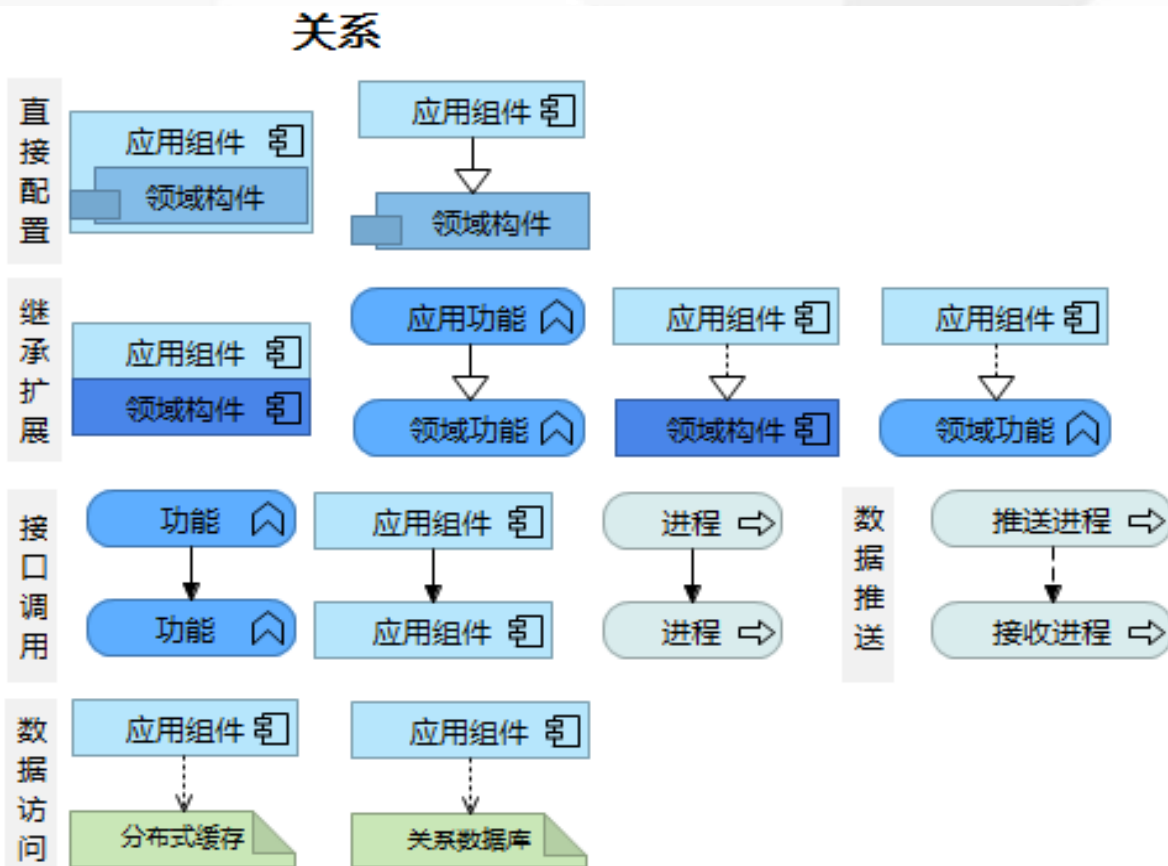 关系
直接配置
应用组件
领域构件
应用组件
领域构件
继承扩展
应用组件
领域构件
应用功能
领域功能
应用组件
领域构件
应用组件
领域功能
接口调用
功能
功能
应用组件
应用组件
进程
进程
数据推送
推送进程
接收进程
数据访问
应用组件
分布式缓存
应用组件
关系数据库